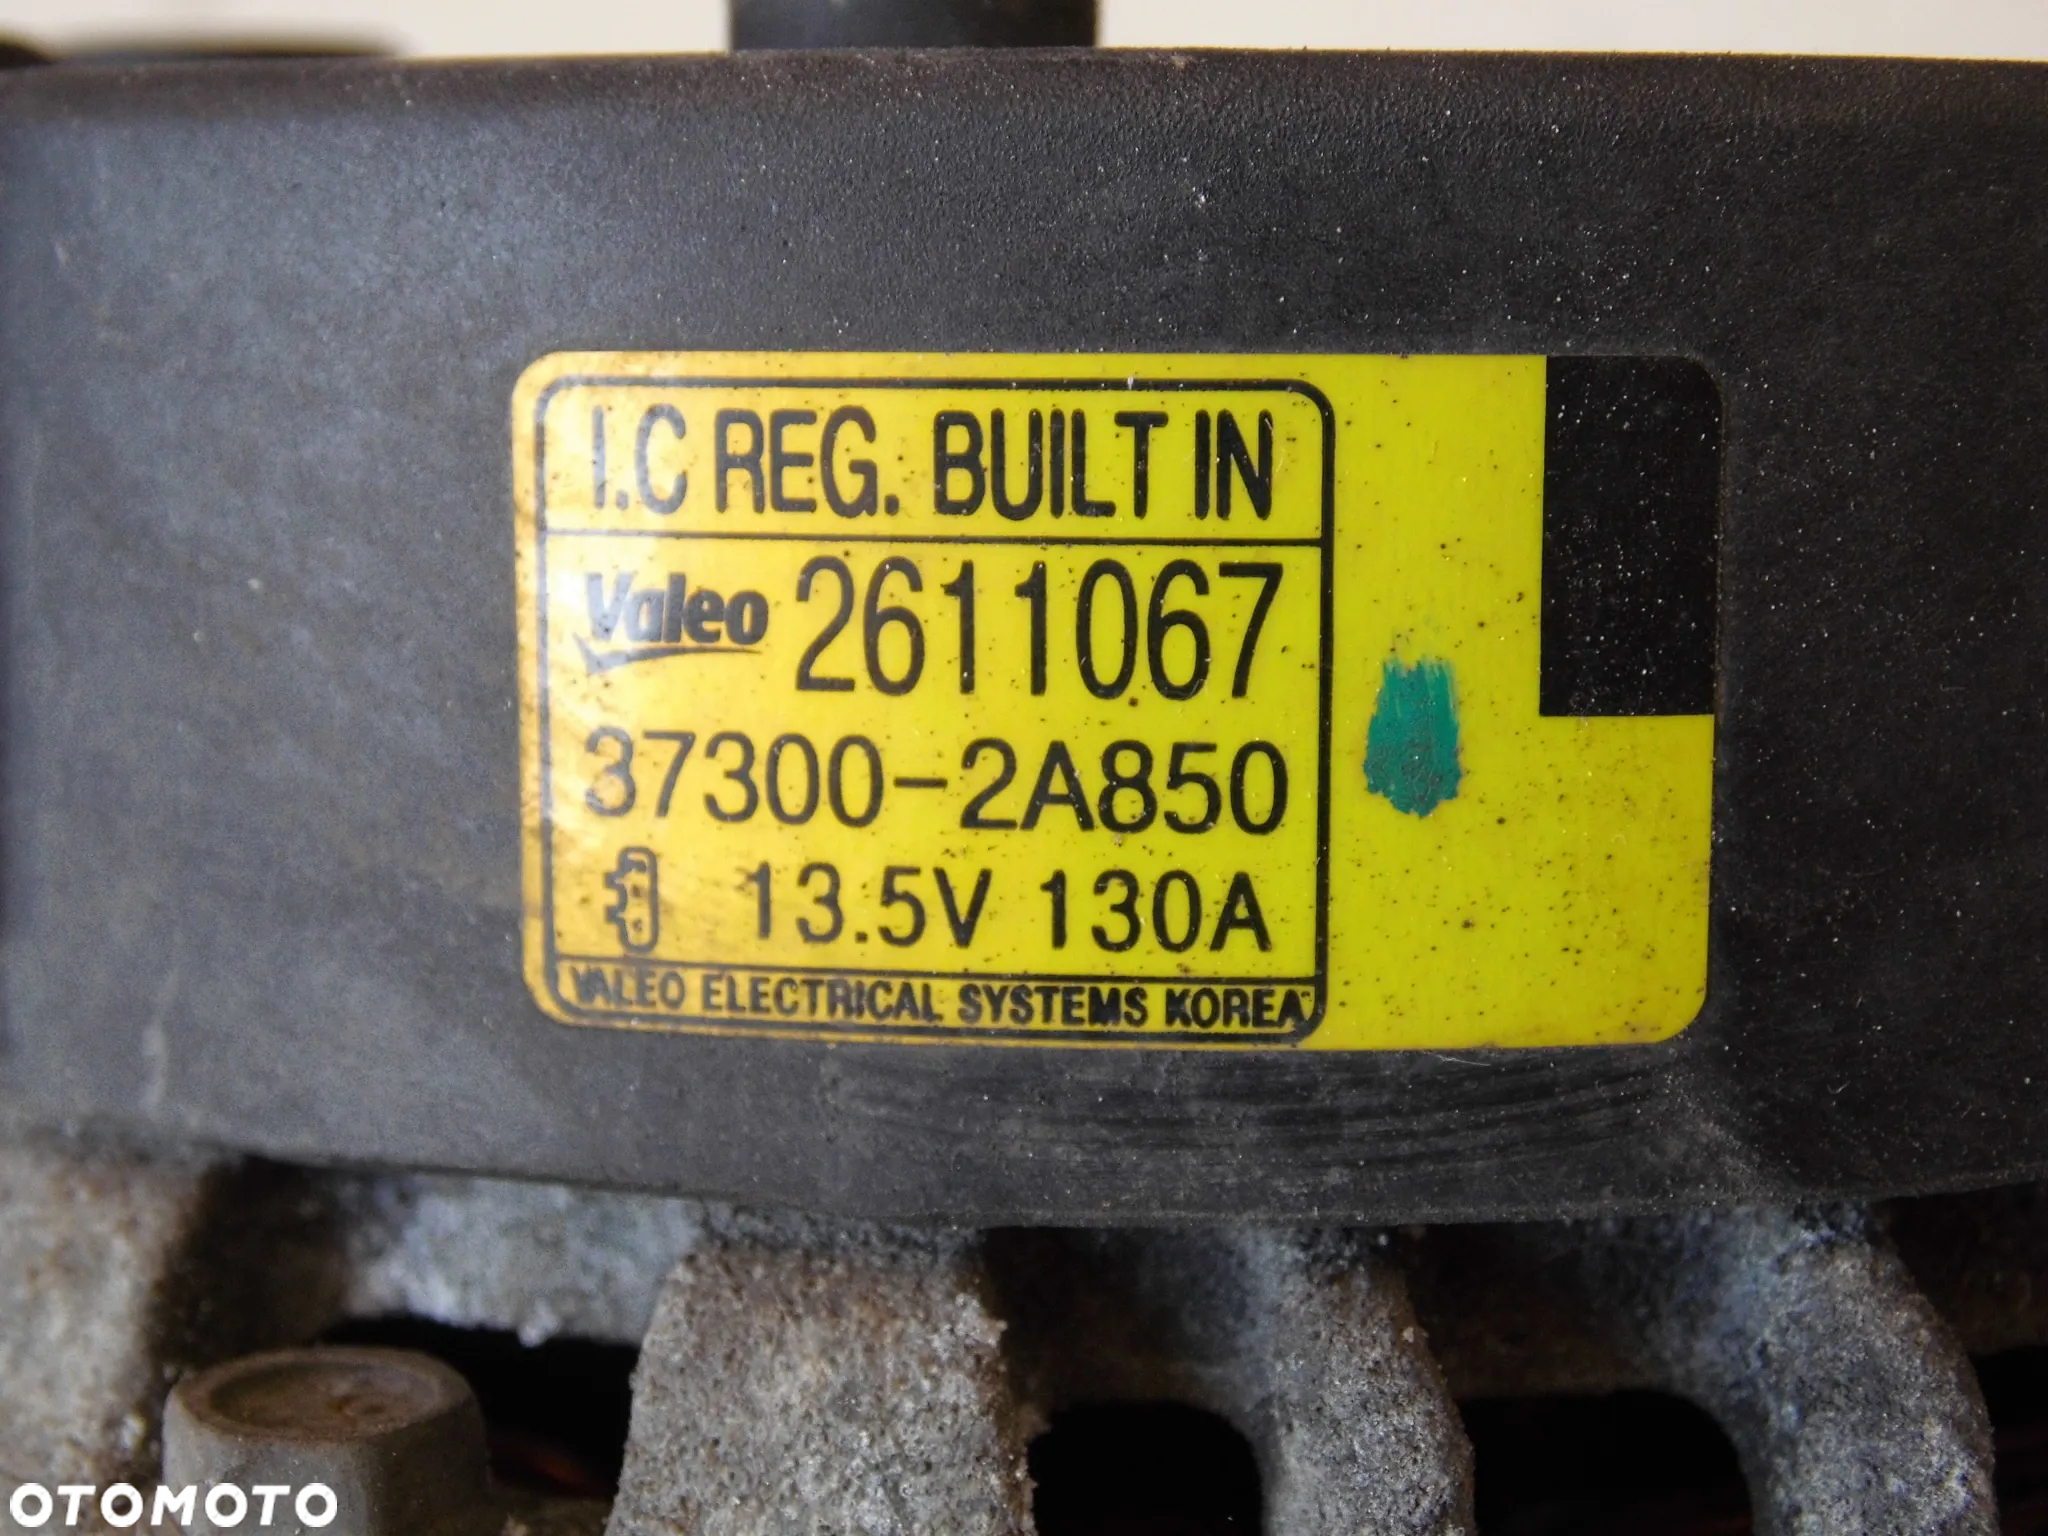 I.C REG. BUILT IN
Valeo 2611067
37300-2A850
13.5V 130A
VALEO ELECTRICAL SYSTEMS KOREA
OTOMOTO